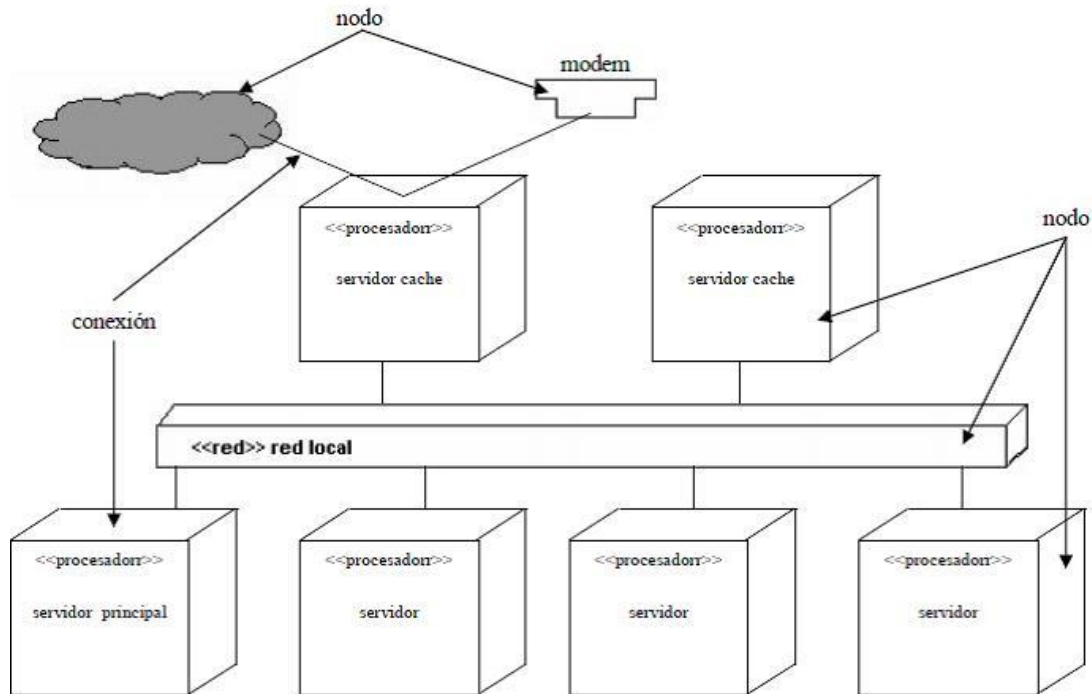 nodo
modem
<<procesadorr>>
<<procesadorr>>
nodo
servidor cache
servidor cache
conexión
<<red>> red local
<<procesadorr>>
<<procesadorr>>
<<procesadorr>>
<<procesadorr>>
servidor principal
servidor
servidor
servidor